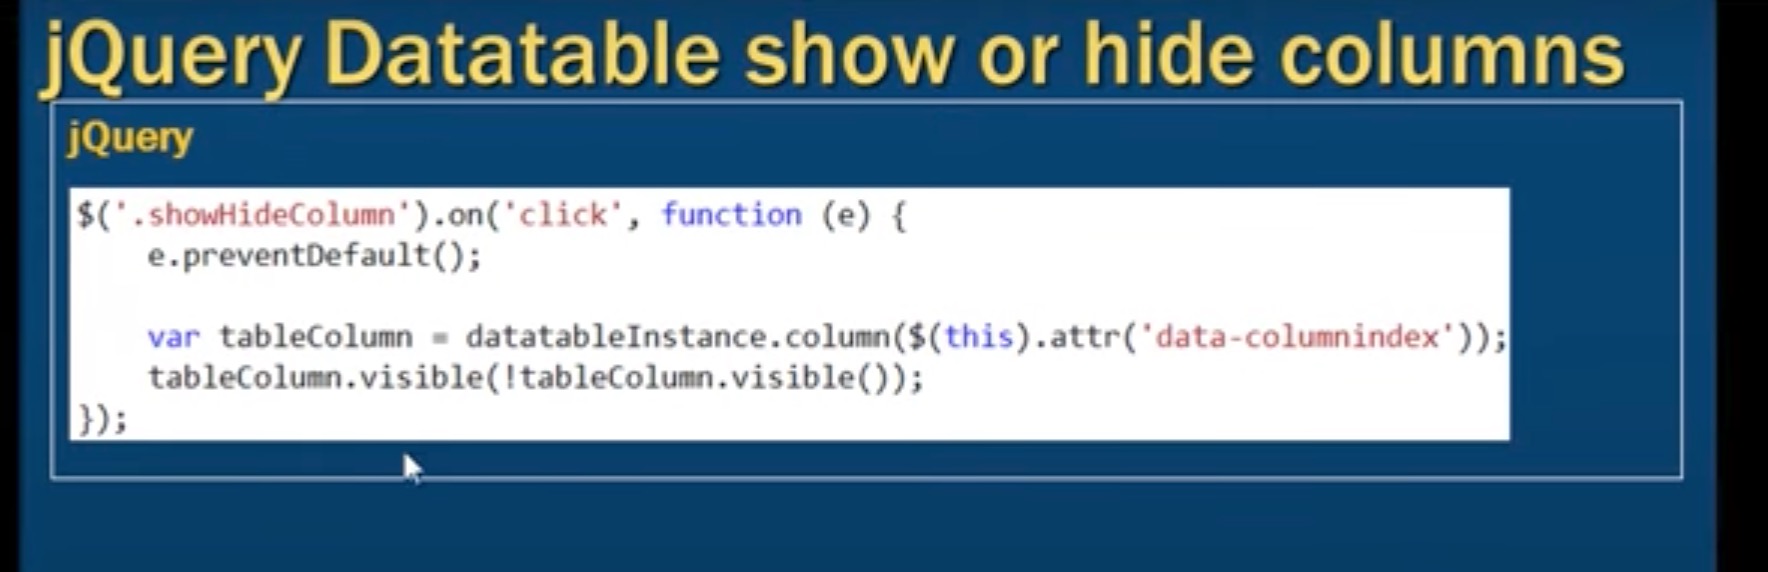 jQuery Datatable show or hide columns
jQuery
$('.showHideColumn').on('click', function (e) {
    e.preventDefault();
    var tableColumn = datatableInstance.column($(this).attr('data-columnindex'));
    tableColumn.visible(!tableColumn.visible());
});